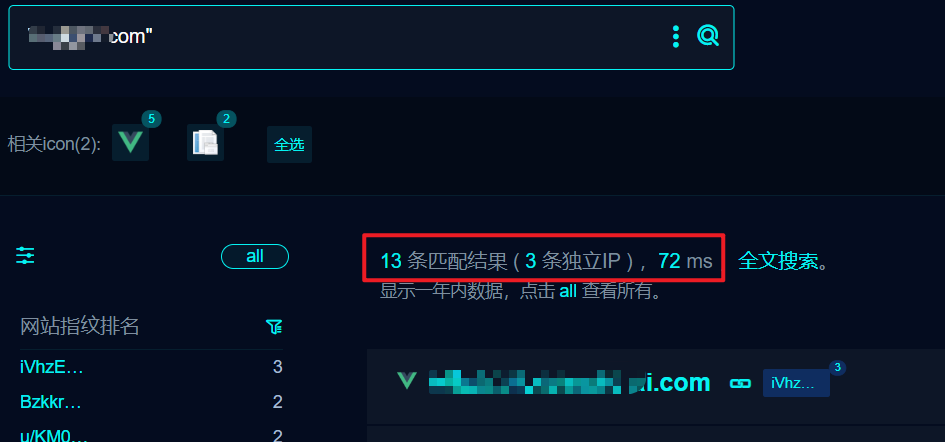 com"
相关icon(2):
5
2
全选
all
13 条匹配结果 ( 3 条独立IP ) ，72 ms
全文搜索。
显示一年内数据，点击 all 查看所有。
网站指纹排名
iVhzE… 3
Bzkkr… 2
u/KM0… 2
i.com
iVhz…
3